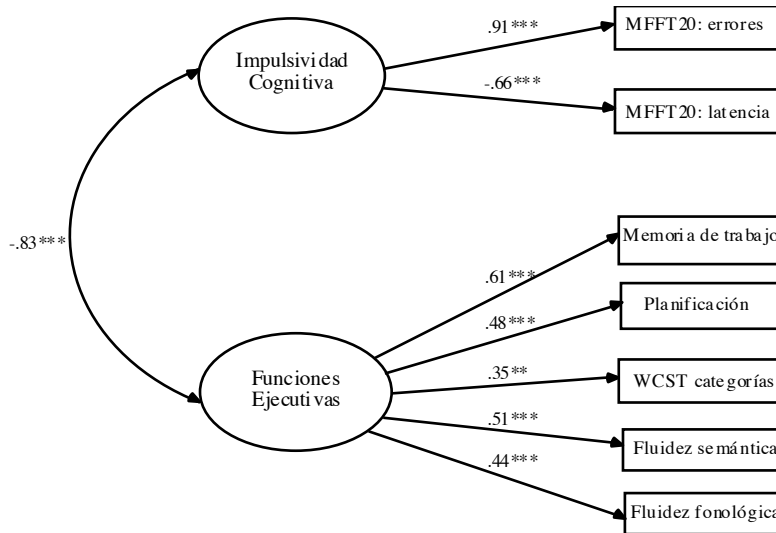 .91***
MFFT20: errores
Impulsividad
Cognitiva
-.66***
MFFT20: latencia
-.83***
Memoria de trabajo
.61***
Planificación
.48***
Funciones
Ejecutivas
.35**
WCST categorías
.51***
Fluidez semántica
.44***
Fluidez fonológica